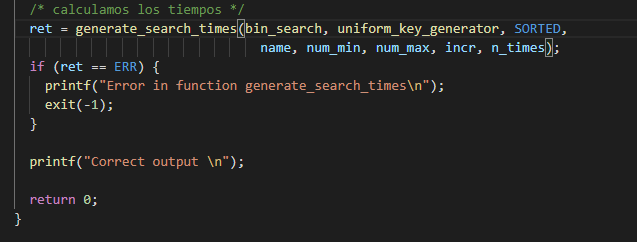 /* calculamos los tiempos */
ret = generate_search_times(bin_search, uniform_key_generator, SORTED,
name, num_min, num_max, incr, n_times);
if (ret == ERR) {
printf("Error in function generate_search_times\n");
exit(-1);
}
printf("Correct output \n");
return 0;
}